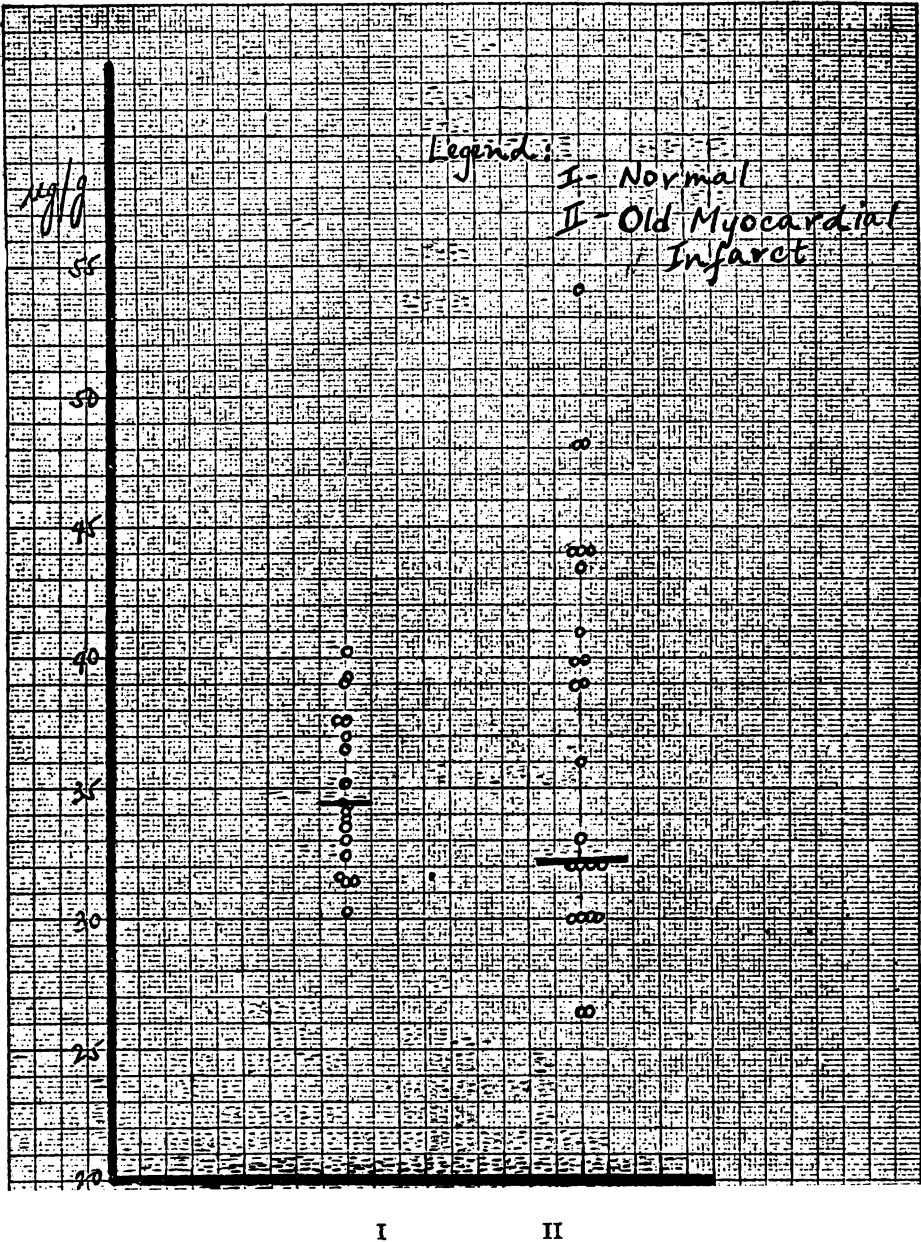 Legend:
μg/g
I - Normal
II - Old Myocardial
Infarct
55
50
45
40
35
30
25
20
I II